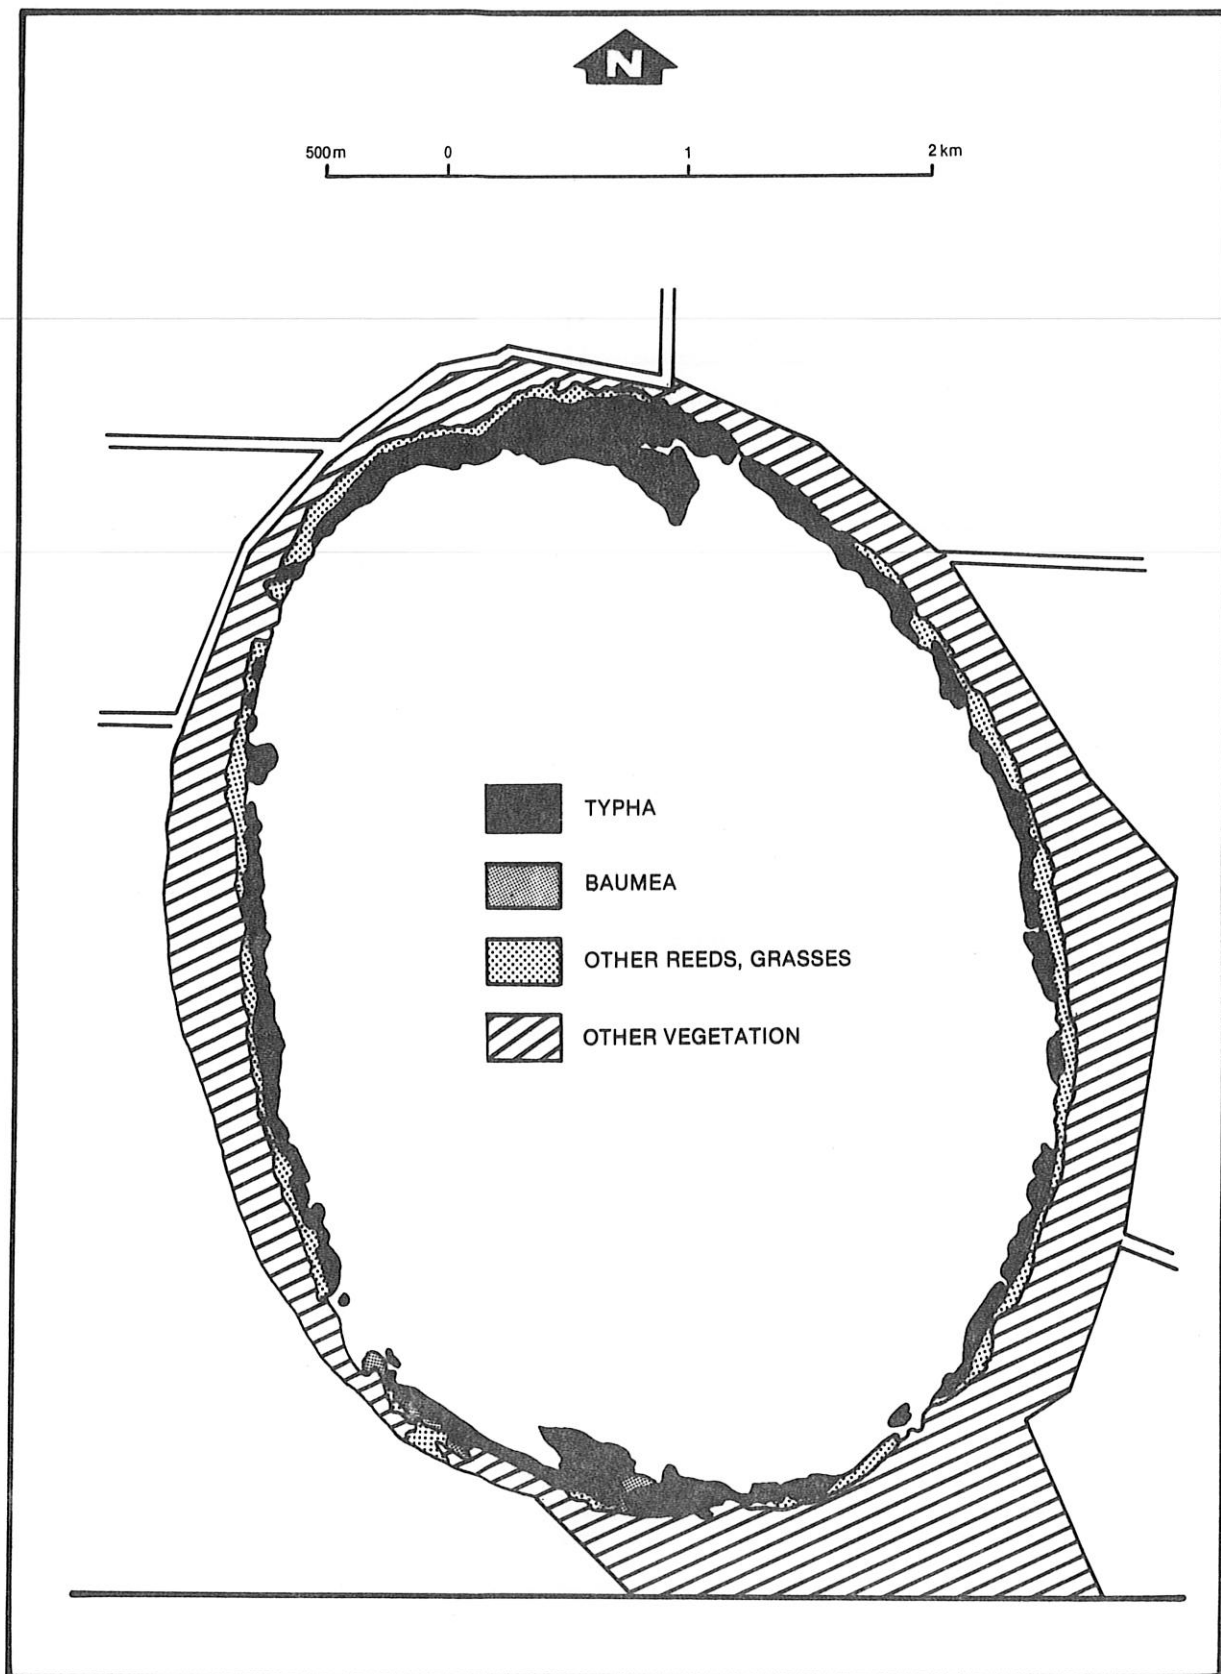 N
500m 0 1 2 km
TYPHA
BAUMEA
OTHER REEDS, GRASSES
OTHER VEGETATION